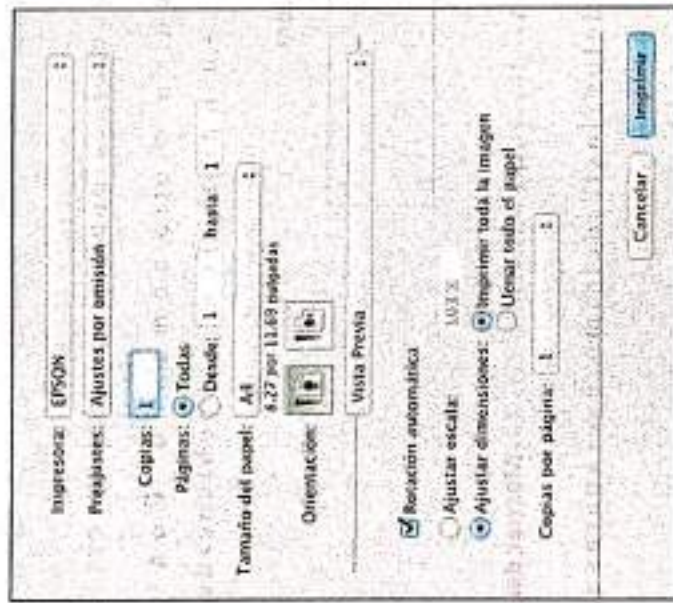 Impresora: EPSON
Preajustes: Ajustes por omisión
Copias: 1
Páginas: Todas
Desde: 1 hasta: 1
Tamaño del papel: A4
8.27 por 11.69 pulgadas
Orientación:
Vista Previa
Rotación automática
Ajustar escala: 103 %
Ajustar dimensiones: Imprimir toda la imagen
Llenar todo el papel
Copias por página: 1
Cancelar Imprimir